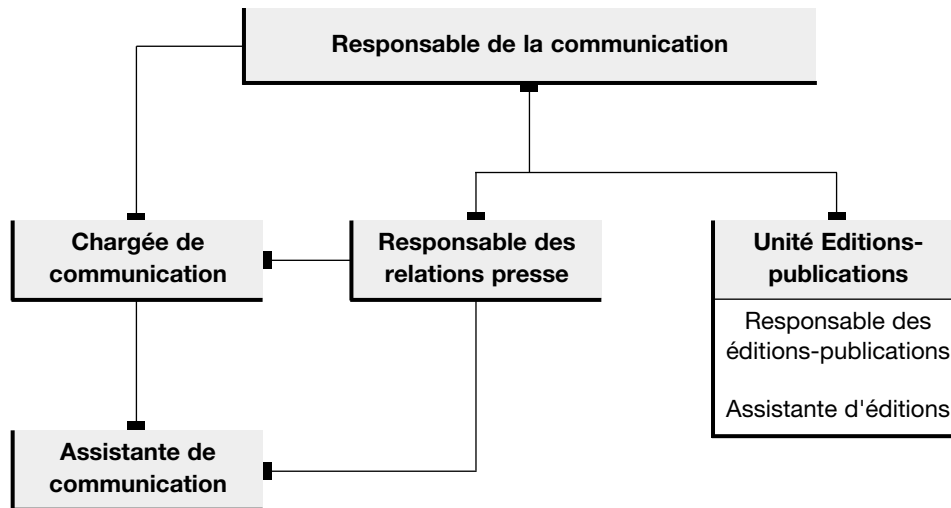 Responsable de la communication
Chargée de
communication
Responsable des
relations presse
Unité Editions-
publications
Responsable des
éditions-publications
Assistante d'éditions
Assistante de
communication